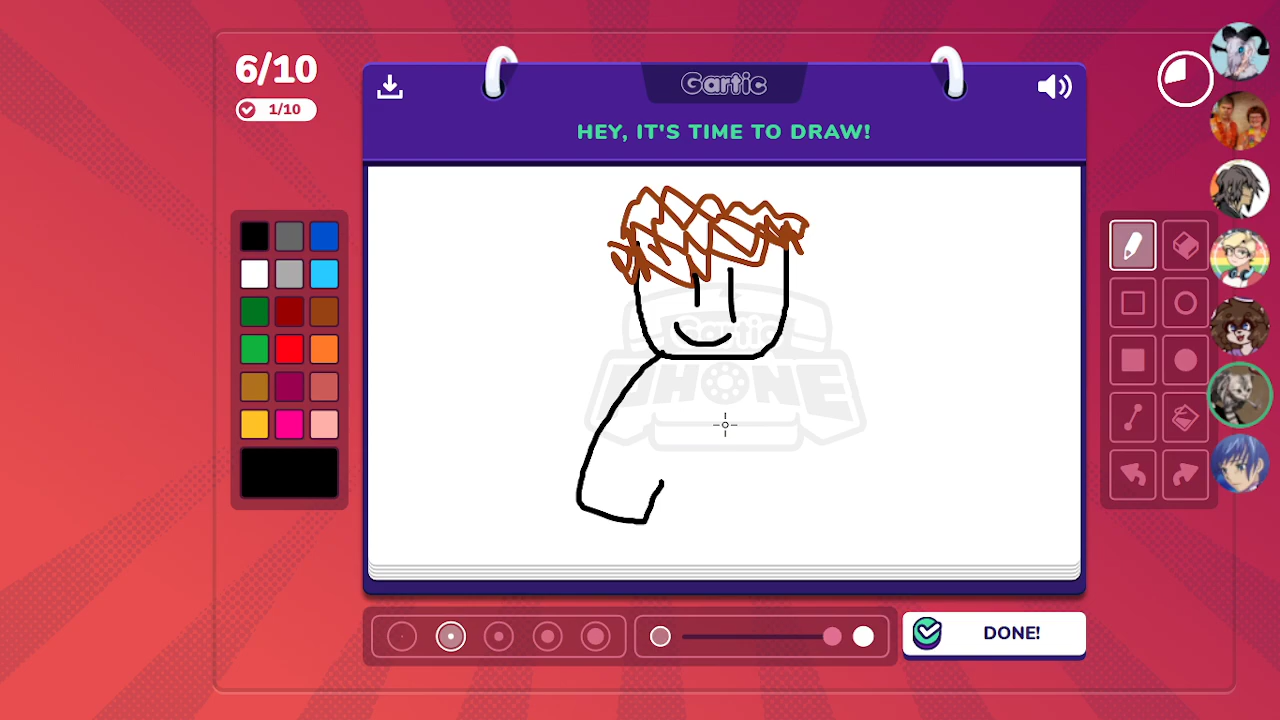 6/10
1/10
Gartic
HEY, IT'S TIME TO DRAW!
Gartic
PHONE
DONE!